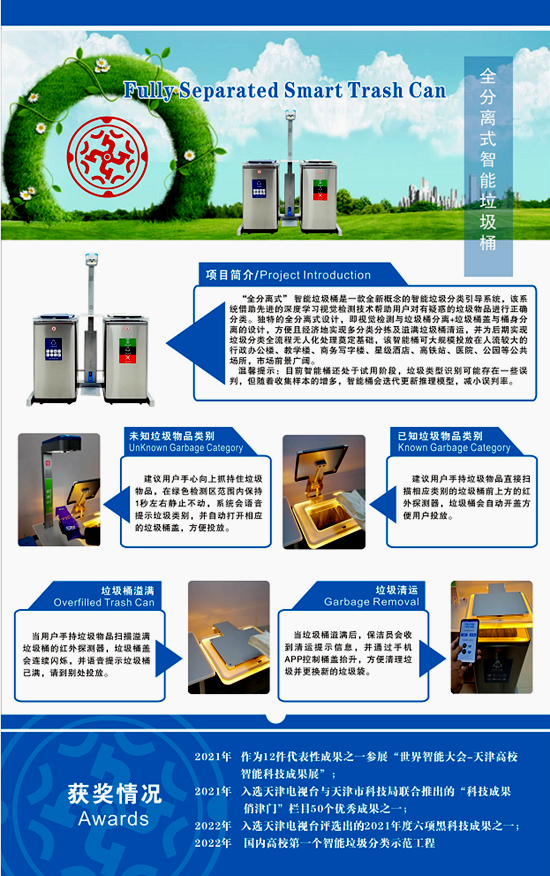 Fully Separated Smart Trash Can
全分离式智能垃圾桶
项目简介/Project Introduction
“全分离式”智能垃圾桶是一款全新概念的智能垃圾分类引导系统，该系
统借助先进的深度学习视觉检测技术帮助用户对有疑惑的垃圾物品进行正确
分类。独特的全分离式设计，即视觉检测与垃圾桶分离+垃圾桶盖与桶身分
离的设计，方便且经济地实现多分类分拣及溢满垃圾桶清运，并为后期实现
垃圾分类全流程无人化处理奠定基础，该智能桶可大规模投放在人流较大的
行政办公楼、教学楼、商务写字楼、星级酒店、高铁站、医院、公园等公共
场所，市场前景广阔。
温馨提示：目前智能桶还处于试用阶段，垃圾类型识别可能存在一些误
判，但随着收集样本的增多，智能桶会迭代更新推理模型，减小误判率。
未知垃圾物品类别
UnKnown Garbage Category
建议用户手心向上抓持住垃圾
物品，在绿色检测区范围内保持
1秒左右静止不动，系统会语音
提示垃圾类别，并自动打开相应
的垃圾桶盖，方便投放。
已知垃圾物品类别
Known Garbage Category
建议用户手持垃圾物品直接扫
描相应类别的垃圾桶前上方的红
外探测器，垃圾桶会自动开盖方
便用户投放。
垃圾桶溢满
Overfilled Trash Can
当用户手持垃圾物品扫描溢满
垃圾桶的红外探测器，垃圾桶盖
会连续闪烁，并语音提示垃圾桶
已满，请到别处投放。
垃圾清运
Garbage Removal
当垃圾桶溢满后，保洁员会收
到清运提示信息，并通过手机
APP控制桶盖抬升，方便清理垃
圾并更换新的垃圾袋。
获奖情况
Awards
2021年 作为12件代表性成果之一参展“世界智能大会-天津高校
智能科技成果展”；
2021年 入选天津电视台与天津市科技局联合推出的“科技成果
俏津门”栏目50个优秀成果之一；
2022年 入选天津电视台评选出的2021年度六项黑科技成果之一；
2022年 国内高校第一个智能垃圾分类示范工程